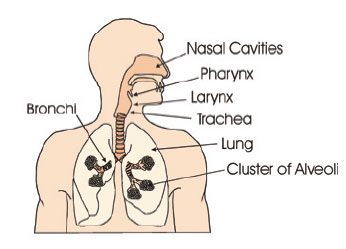 Nasal Cavities
Pharynx
Larynx
Bronchi
Trachea
Lung
Cluster of Alveoli